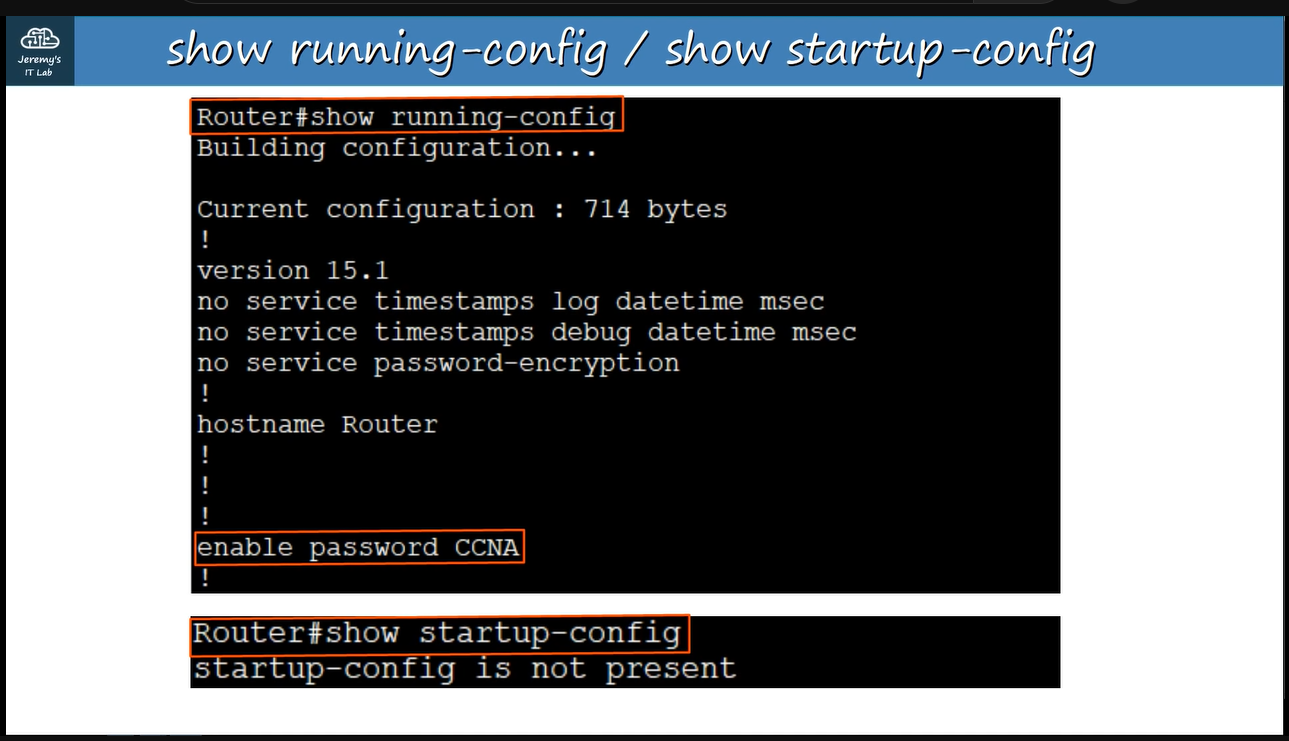 Jeremy's
IT Lab
show running-config / show startup-config
Router#show running-config
Building configuration...
Current configuration : 714 bytes
!
version 15.1
no service timestamps log datetime msec
no service timestamps debug datetime msec
no service password-encryption
!
hostname Router
!
!
!
enable password CCNA
!
Router#show startup-config
startup-config is not present